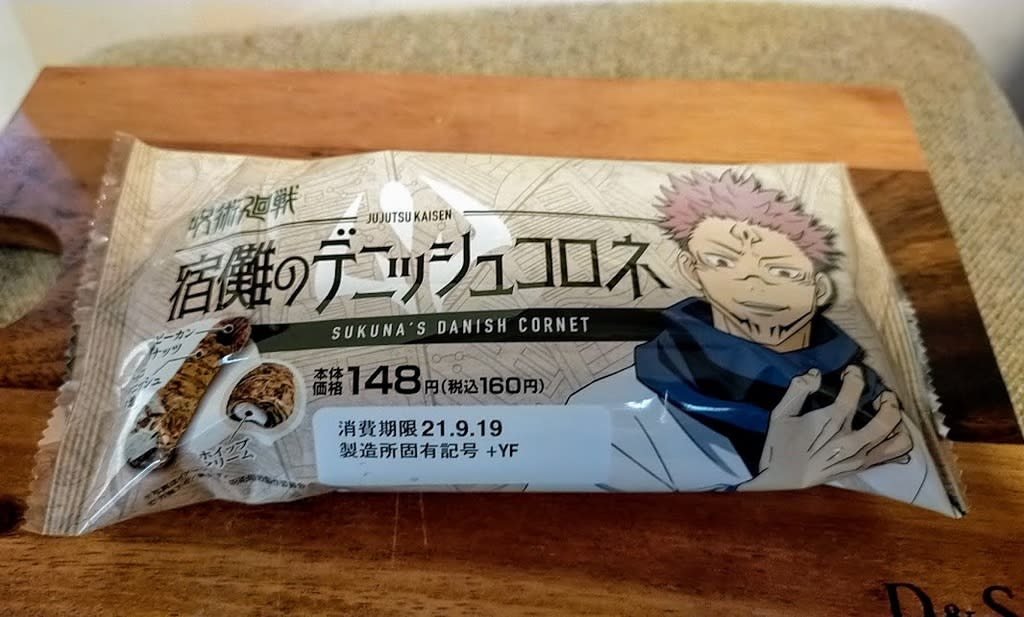 呪術廻戦
JUJUTSU KAISEN
宿儺のデニッシュコロネ
SUKUNA'S DANISH CORNET
ピーカン
ナッツ
ホイップ
クリーム
本体
価格148円(税込160円)
消費期限21.9.19
製造所固有記号 +YF
D&S